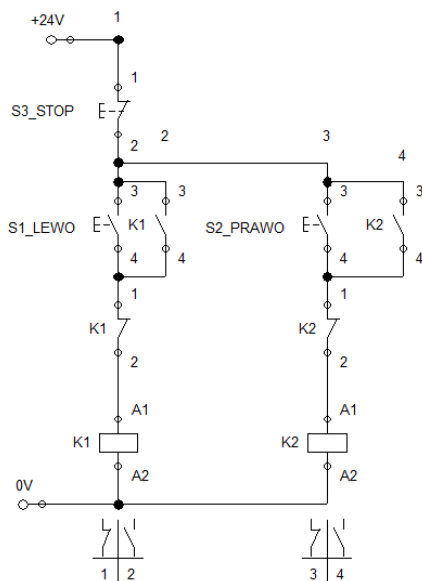 1
+24V
1
S3_STOP
2 2 3
4
3 3 3 3
S1_LEWO K1 S2_PRAWO K2
4 4 4 4
1 1
K1 K2
2 2
A1 A1
K1 K2
A2 A2
0V
1 2 3 4